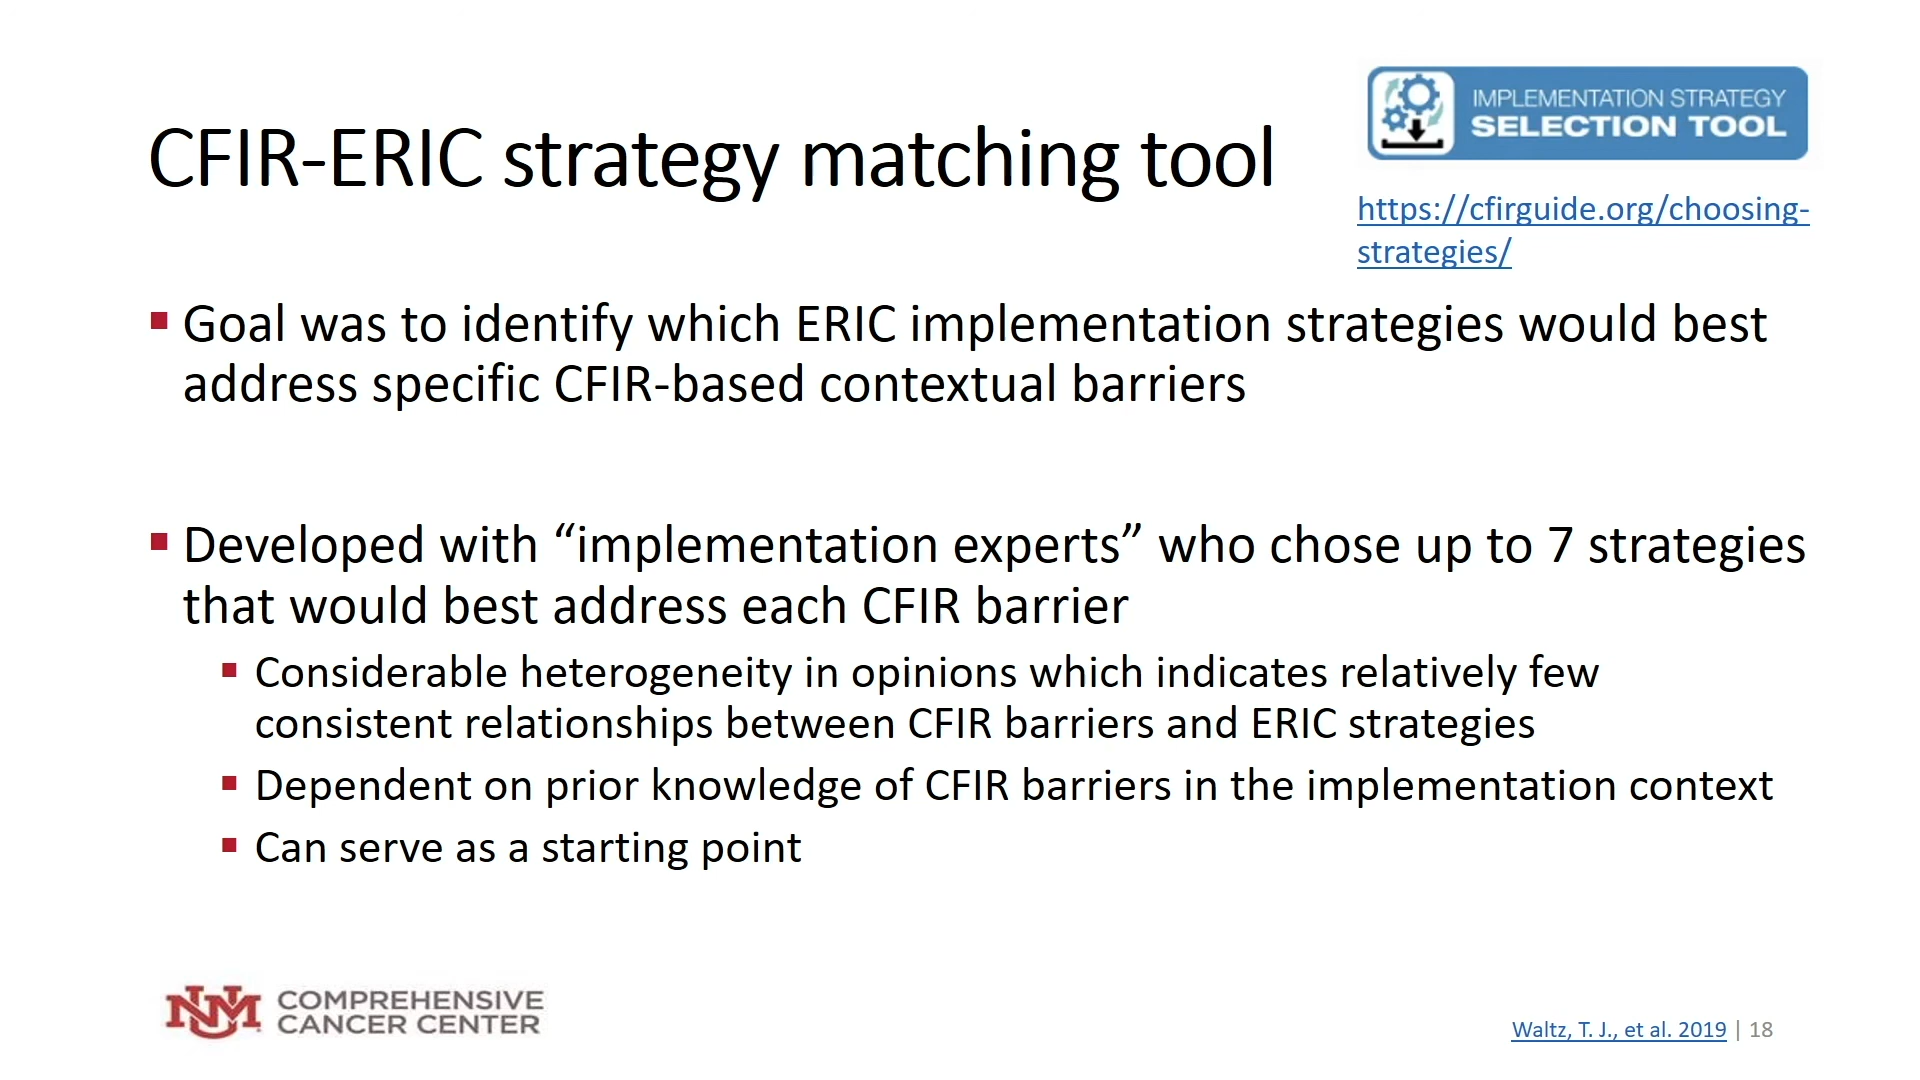 IMPLEMENTATION STRATEGY
SELECTION TOOL
CFIR-ERIC strategy matching tool
https://cfirguide.org/choosing-
strategies/
Goal was to identify which ERIC implementation strategies would best
address specific CFIR-based contextual barriers
Developed with “implementation experts” who chose up to 7 strategies
that would best address each CFIR barrier
Considerable heterogeneity in opinions which indicates relatively few
consistent relationships between CFIR barriers and ERIC strategies
Dependent on prior knowledge of CFIR barriers in the implementation context
Can serve as a starting point
UNM COMPREHENSIVE
CANCER CENTER
Waltz, T. J., et al. 2019 | 18